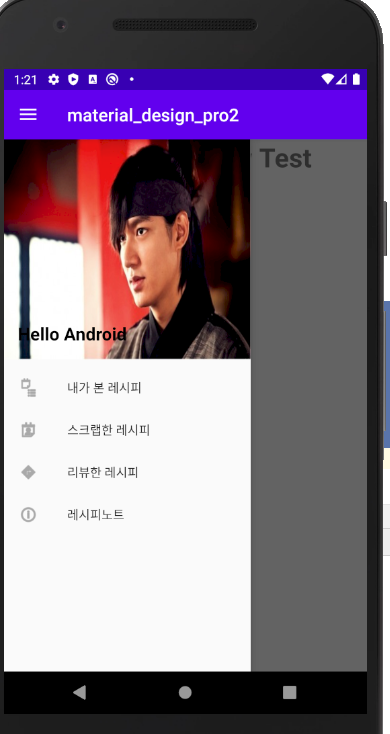 1:21
material_design_pro2
Test
Hello Android
내가 본 레시피
스크랩한 레시피
리뷰한 레시피
레시피노트